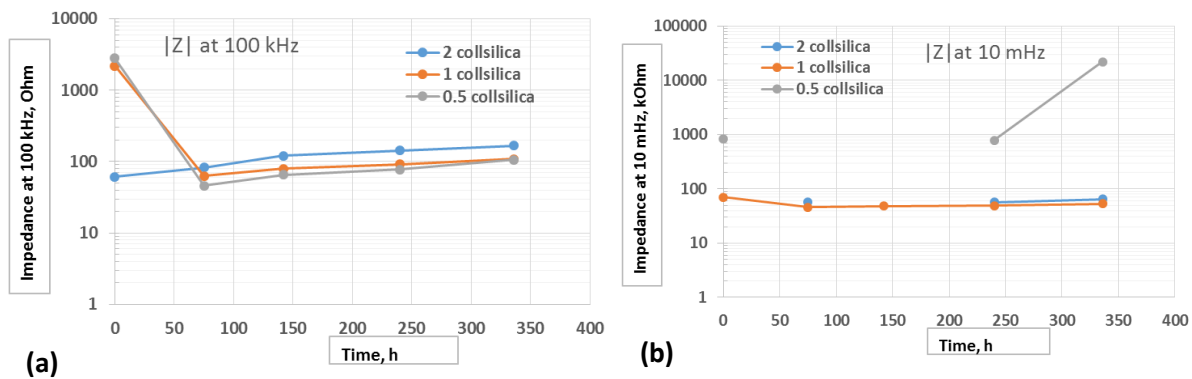 10000
1000
100
10
1
Impedance at 100 kHz, Ohm
|Z| at 100 kHz
2 collsilica
1 collsilica
0.5 collsilica
0 50 100 150 200 250 300 350 400
Time, h
(a)
100000
10000
1000
100
10
1
Impedance at 10 mHz, kOhm
2 collsilica
1 collsilica
0.5 collsilica
|Z|at 10 mHz
0 50 100 150 200 250 300 350 400
Time, h
(b)